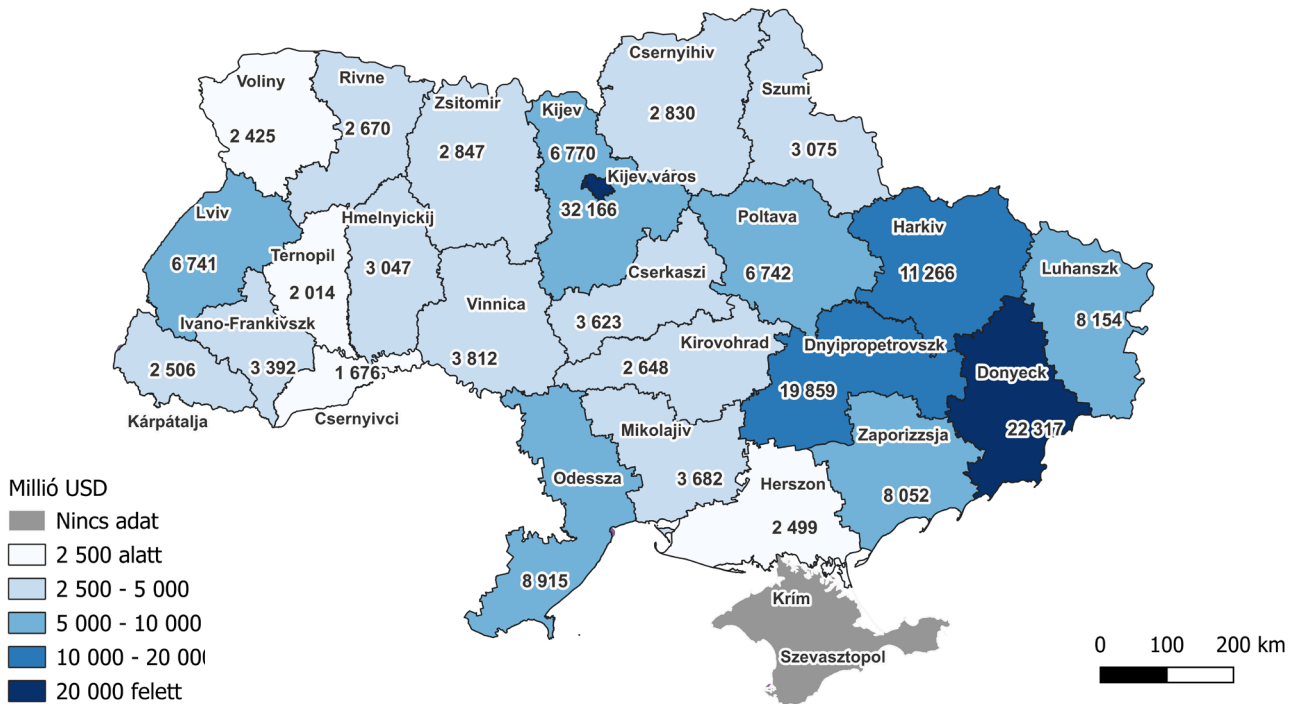 Csernyihiv
2 830
Szumi
3 075
Voliny
2 425
Rivne
2 670
Zsitomir
2 847
Kijev
6 770
Kijev város
32 166
Lviv
6 741
Ternopil
2 014
Hmelnyickij
3 047
Vinnica
3 812
Cserkaszi
3 623
Poltava
6 742
Harkiv
11 266
Luhanszk
8 154
Ivano-Frankivszk
3 392
Kárpátalja
2 506
Csernyivci
1 676
Kirovohrad
2 648
Dnyipropetrovszk
19 859
Donyeck
22 317
Zaporizzsja
8 052
Mikolajiv
3 682
Odessza
8 915
Herszon
2 499
Krím
Szevasztopol
Millió USD
Nincs adat
2 500 alatt
2 500 - 5 000
5 000 - 10 000
10 000 - 20 000
20 000 felett
0 100 200 km